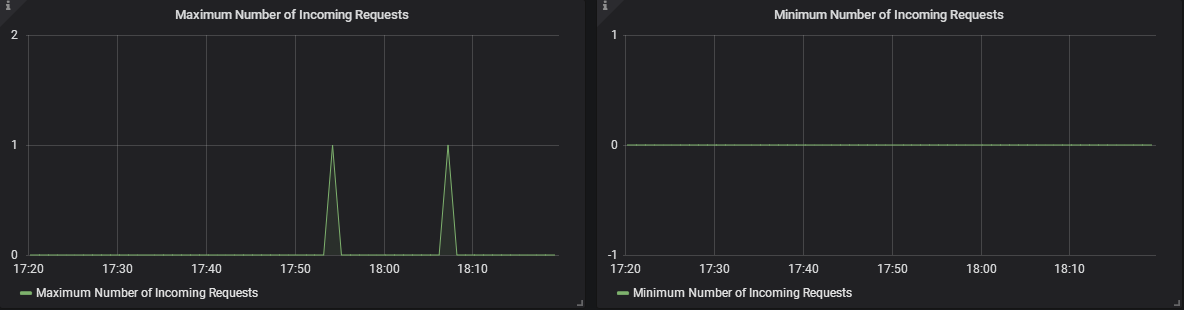 i
Maximum Number of Incoming Requests
2
1
0
17:20 17:30 17:40 17:50 18:00 18:10
Maximum Number of Incoming Requests
i
Minimum Number of Incoming Requests
1
0
-1
17:20 17:30 17:40 17:50 18:00 18:10
Minimum Number of Incoming Requests